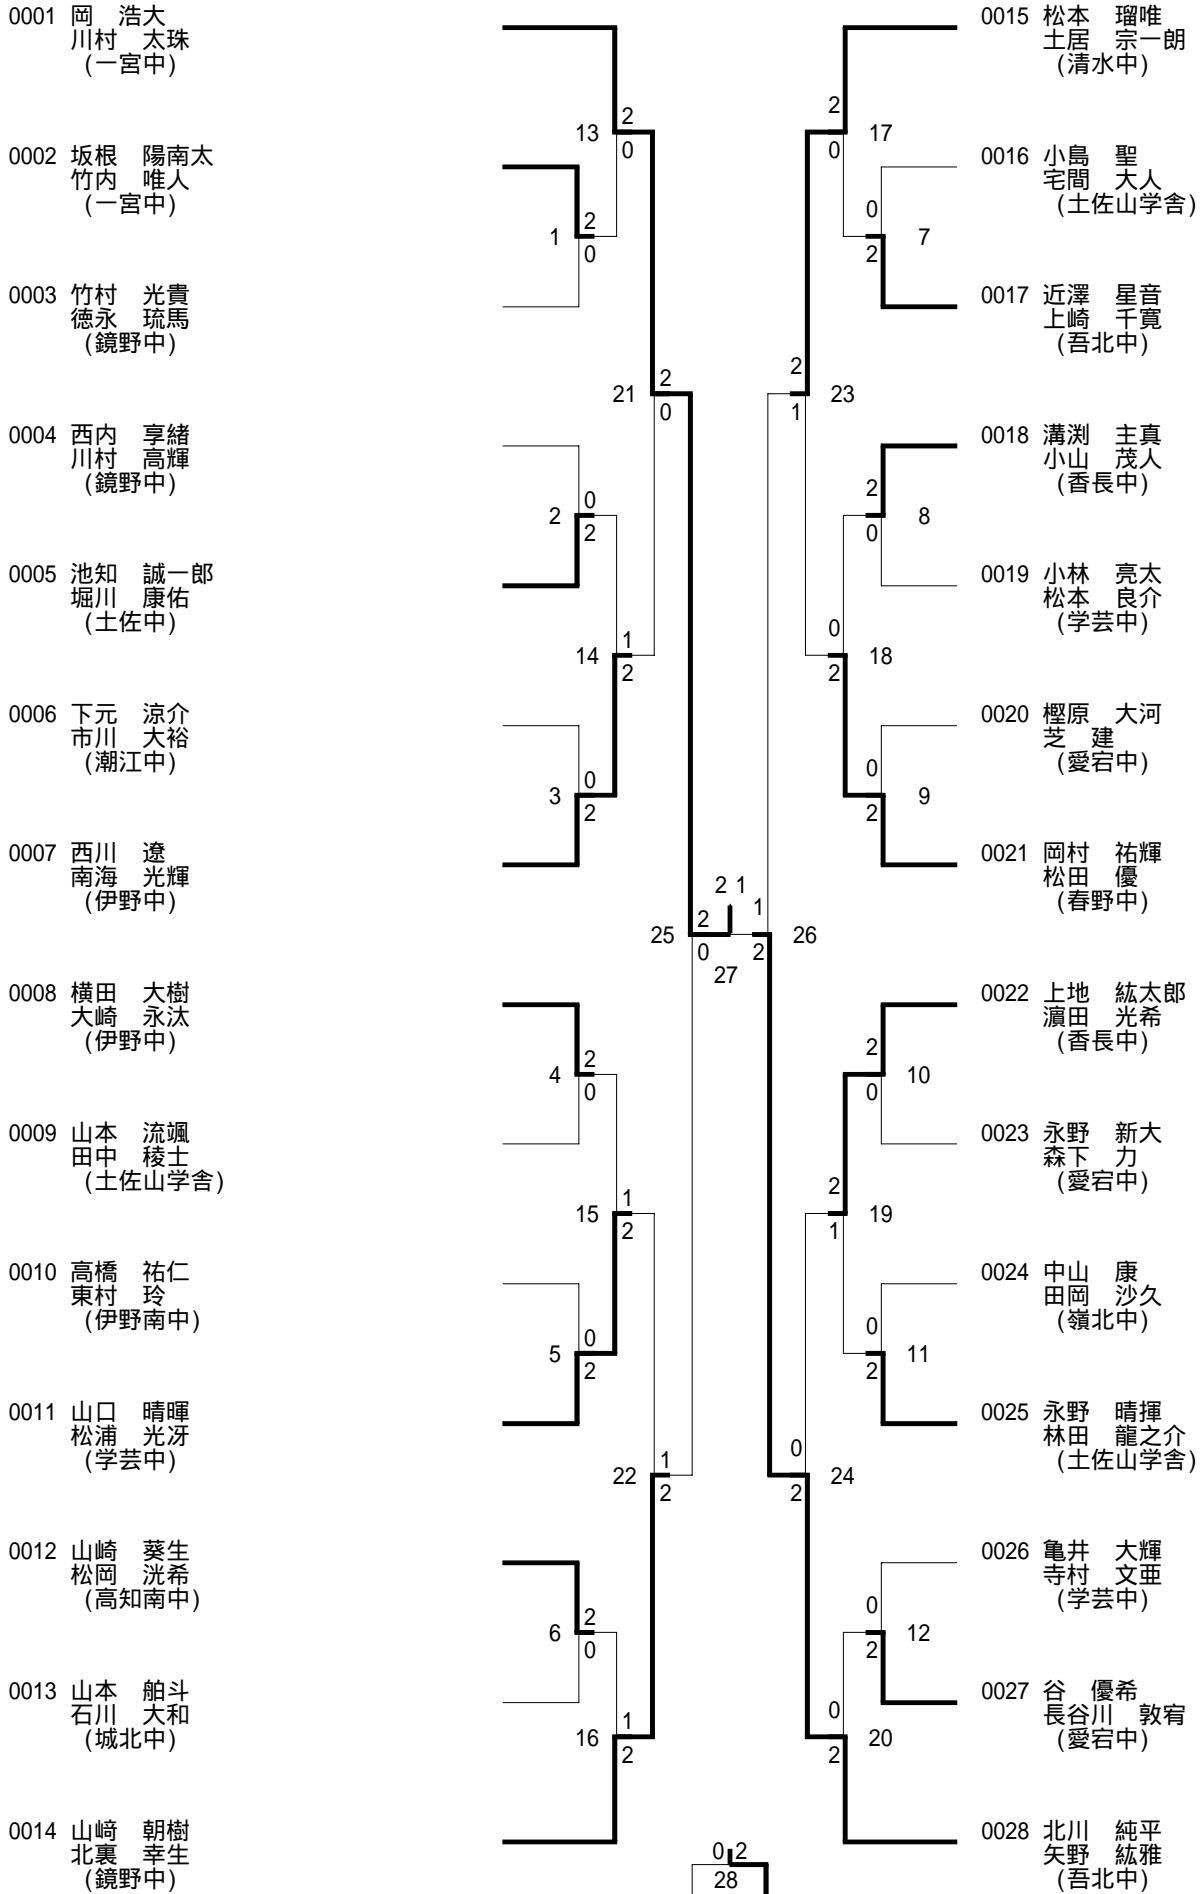 0001 岡　浩大
川村　太珠
(一宮中)
0002 坂根　陽南太
竹内　唯人
(一宮中)
0003 竹村　光貴
徳永　琉馬
(鏡野中)
0004 西内　享緒
川村　高輝
(鏡野中)
0005 池知　誠一郎
堀川　康佑
(土佐中)
0006 下元　涼介
市川　大裕
(潮江中)
0007 西川　遼
南海　光輝
(伊野中)
0008 横田　大樹
大崎　永汰
(伊野中)
0009 山本　流颯
田中　稜士
(土佐山学舎)
0010 高橋　祐仁
東村　玲
(伊野南中)
0011 山口　晴暉
松浦　光冴
(学芸中)
0012 山崎　葵生
松岡　洸希
(高知南中)
0013 山本　舶斗
石川　大和
(城北中)
0014 山﨑　朝樹
北裏　幸生
(鏡野中)
2
13
0
2
1
0
2
21
0
0
2
2
1
14
2
0
3
2
2
25
0
2
4
0
1
15
2
0
5
2
1
22
2
2
6
0
1
16
2
2 1
27
0 2
28
2
17
0
0
7
2
2
23
1
2
8
0
0
18
2
0
9
2
1
26
2
2
10
0
2
19
1
0
11
2
0
24
2
0
12
2
0
20
2
0015 松本　瑠唯
土居　宗一朗
(清水中)
0016 小島　聖
宅間　大人
(土佐山学舎)
0017 近澤　星音
上崎　千寛
(吾北中)
0018 溝渕　主真
小山　茂人
(香長中)
0019 小林　亮太
松本　良介
(学芸中)
0020 樫原　大河
芝　建
(愛宕中)
0021 岡村　祐輝
松田　優
(春野中)
0022 上地　紘太郎
濵田　光希
(香長中)
0023 永野　新大
森下　力
(愛宕中)
0024 中山　康
田岡　沙久
(嶺北中)
0025 永野　晴揮
林田　龍之介
(土佐山学舎)
0026 亀井　大輝
寺村　文亜
(学芸中)
0027 谷　優希
長谷川　敦宥
(愛宕中)
0028 北川　純平
矢野　紘雅
(吾北中)